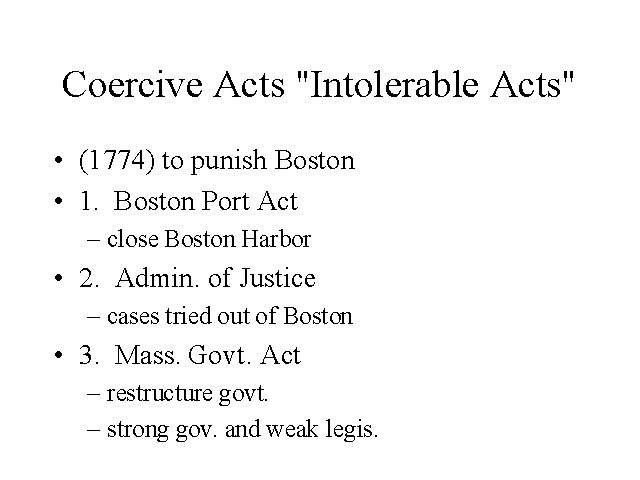 Coercive Acts "Intolerable Acts"
• (1774) to punish Boston
• 1. Boston Port Act
– close Boston Harbor
• 2. Admin. of Justice
– cases tried out of Boston
• 3. Mass. Govt. Act
– restructure govt.
– strong gov. and weak legis.